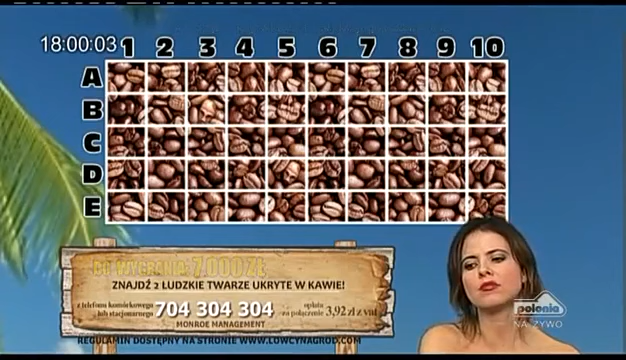 18:00:03
1 2 3 4 5 6 7 8 9 10
A
B
C
D
E
DO WYGRANIA: 7 000 ZŁ
ZNAJDŹ 2 LUDZKIE TWARZE UKRYTE W KAWIE!
z telefonu komórkowego
lub stacjonarnego 704 304 304 opłata za połączenie 3,92 zł z vat
MONROE MANAGEMENT
REGULAMIN DOSTĘPNY NA STRONIE WWW.LOWCYNAGROD.COM
polonia
NA ŻYWO